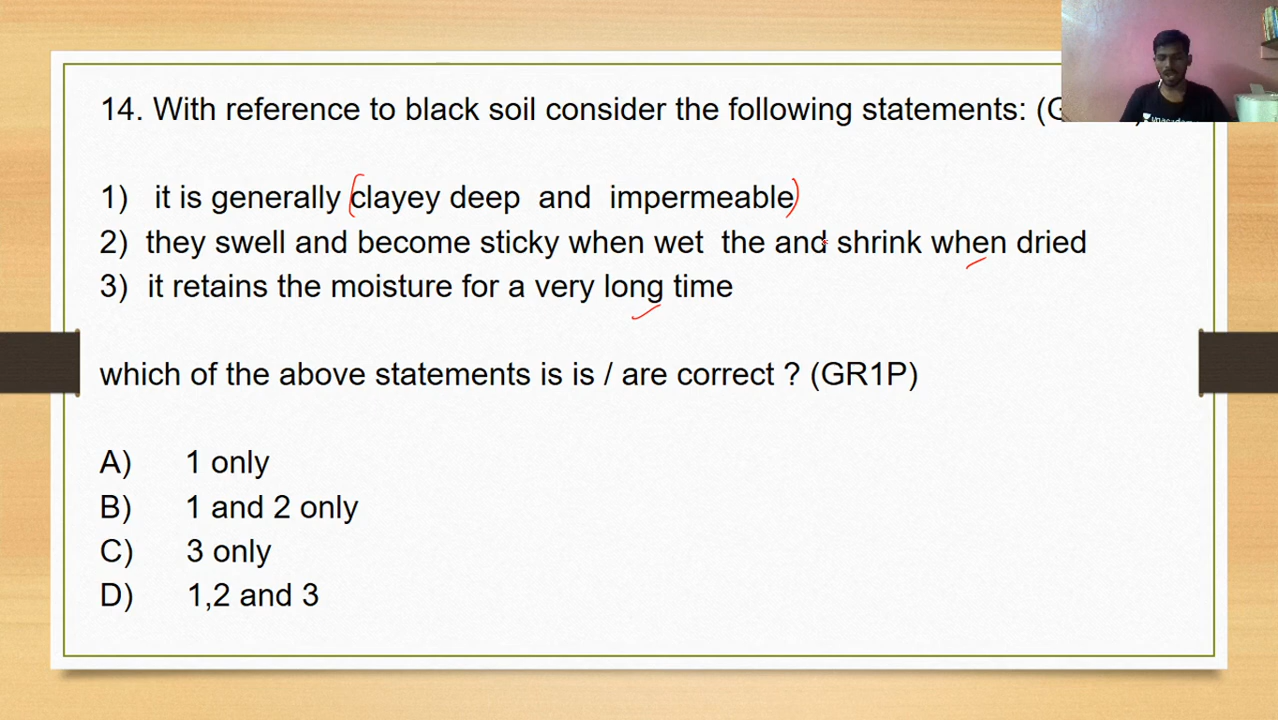 14. With reference to black soil consider the following statements: (G
1) it is generally clayey deep and impermeable
2) they swell and become sticky when wet the and shrink when dried
3) it retains the moisture for a very long time
which of the above statements is is / are correct ? (GR1P)
A) 1 only
B) 1 and 2 only
C) 3 only
D) 1,2 and 3